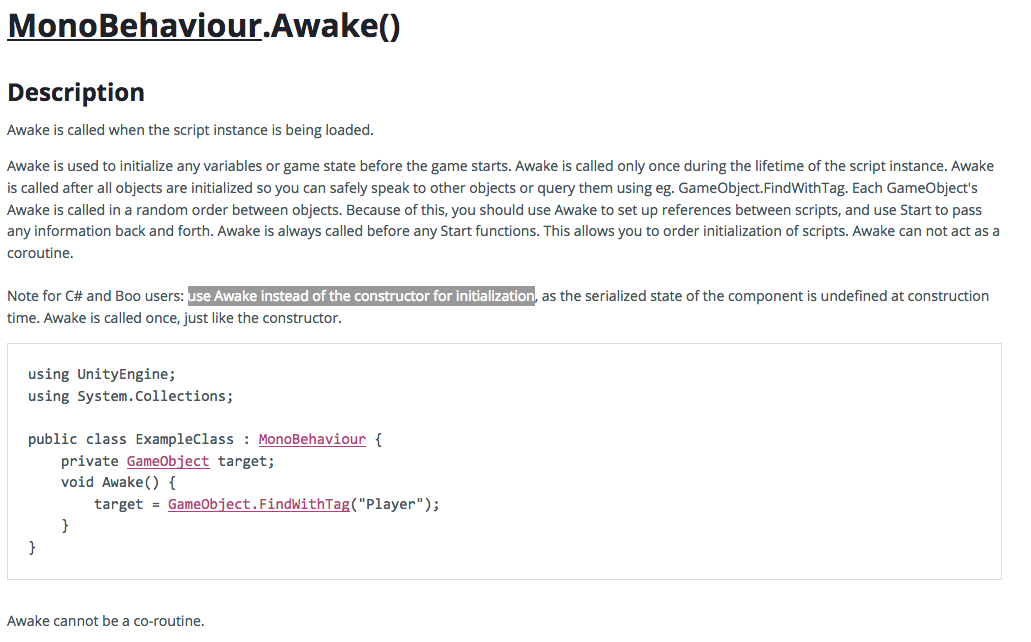 MonoBehaviour.Awake()
Description
Awake is called when the script instance is being loaded.
Awake is used to initialize any variables or game state before the game starts. Awake is called only once during the lifetime of the script instance. Awake
is called after all objects are initialized so you can safely speak to other objects or query them using eg. GameObject.FindWithTag. Each GameObject's
Awake is called in a random order between objects. Because of this, you should use Awake to set up references between scripts, and use Start to pass
any information back and forth. Awake is always called before any Start functions. This allows you to order initialization of scripts. Awake can not act as a
coroutine.
Note for C# and Boo users: use Awake instead of the constructor for initialization, as the serialized state of the component is undefined at construction
time. Awake is called once, just like the constructor.
using UnityEngine;
using System.Collections;
public class ExampleClass : MonoBehaviour {
    private GameObject target;
    void Awake() {
        target = GameObject.FindWithTag("Player");
    }
}
Awake cannot be a co-routine.